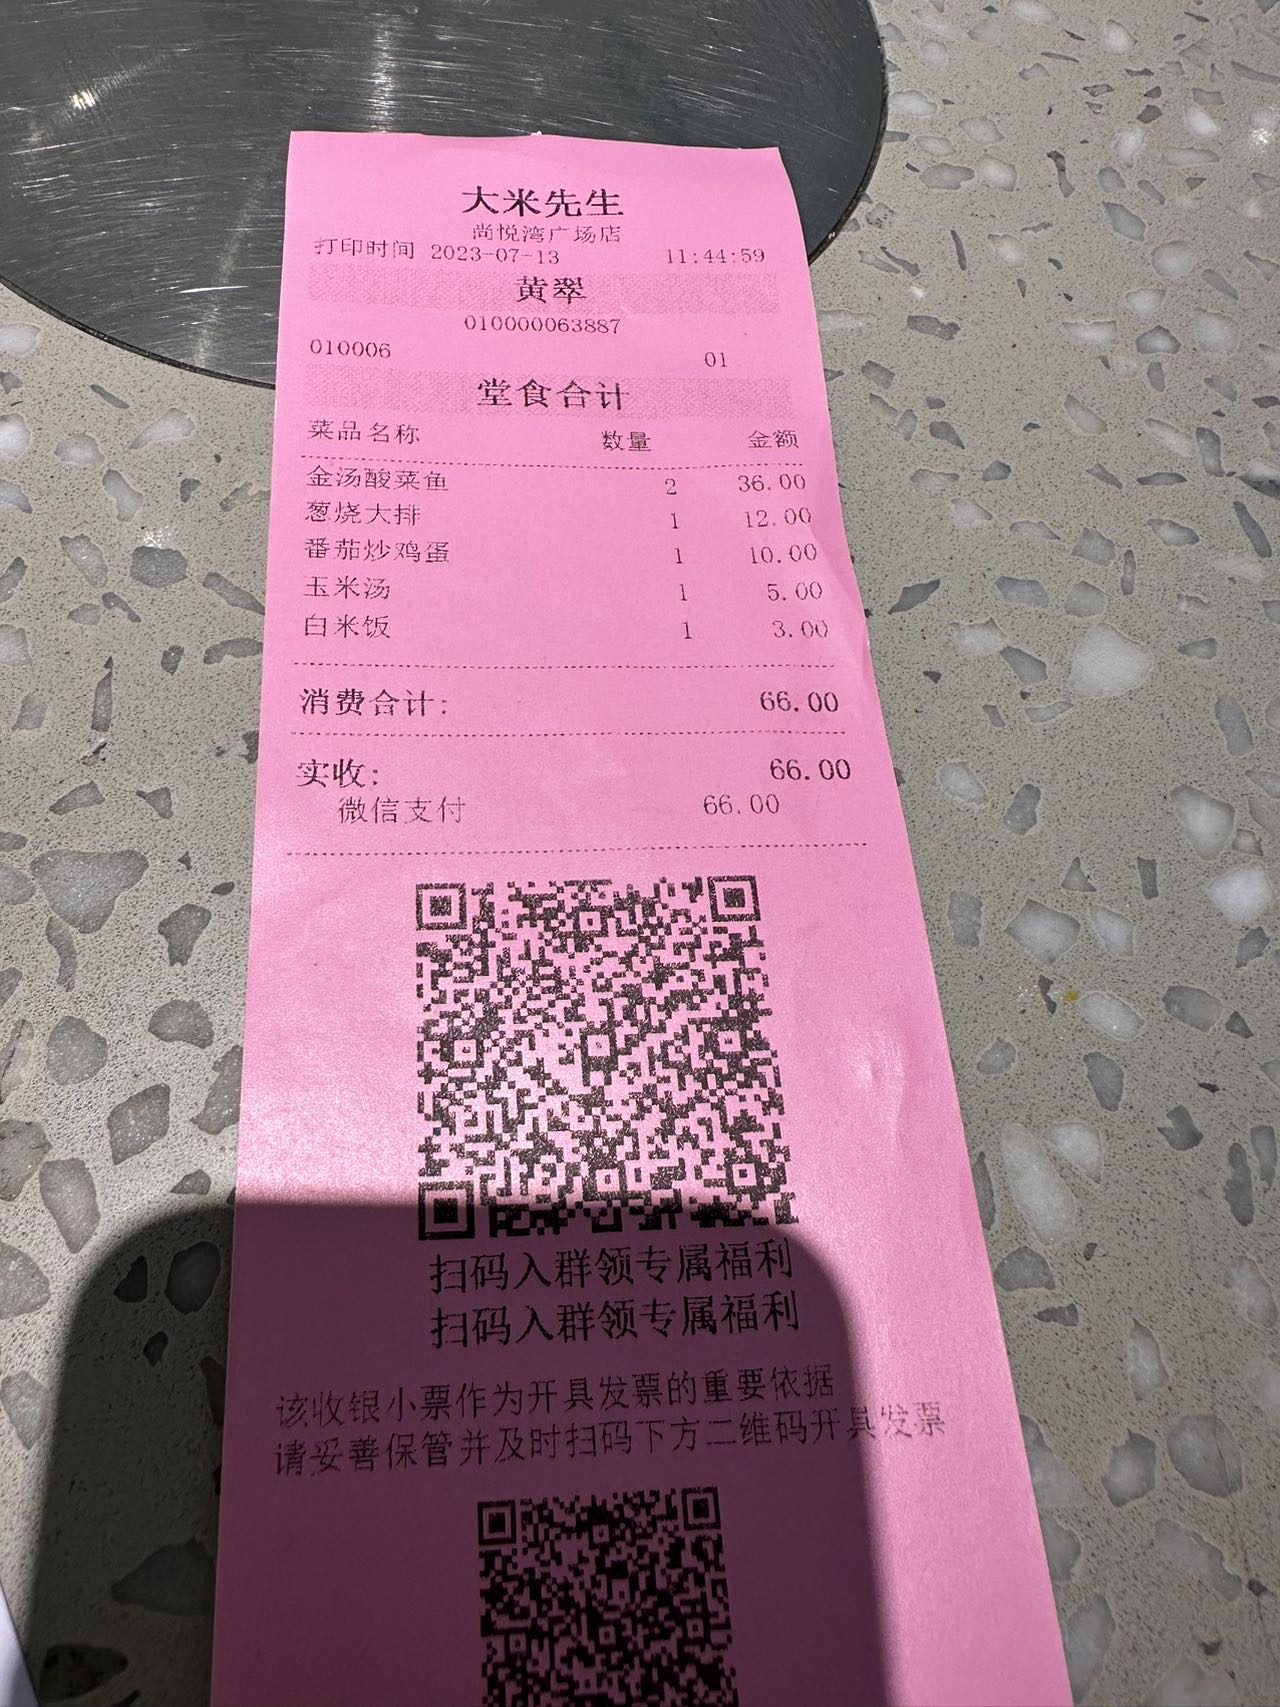 大米先生
尚悦湾广场店
打印时间 2023-07-13 11:44:59
黄翠
010000063887
010006 01
堂食合计
菜品名称 数量 金额
金汤酸菜鱼 2 36.00
葱烧大排 1 12.00
番茄炒鸡蛋 1 10.00
玉米汤 1 5.00
白米饭 1 3.00
消费合计: 66.00
实收: 66.00
微信支付 66.00
扫码入群领专属福利
扫码入群领专属福利
该收银小票作为开具发票的重要依据
请妥善保管并及时扫码下方二维码开具发票